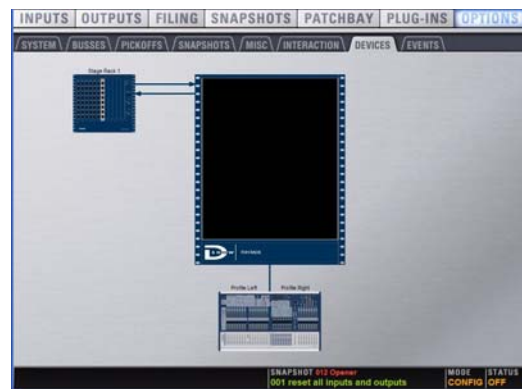 INPUTS OUTPUTS FILING SNAPSHOTS PATCHBAY PLUG-INS OPTIONS
SYSTEM BUSSES PICKOFFS SNAPSHOTS MISC INTERACTION DEVICES EVENTS
Stage Rack 1
Profile Left Profile Right
SNAPSHOT 012 Opener MODE STATUS
001 reset all inputs and outputs CONFIG OFF